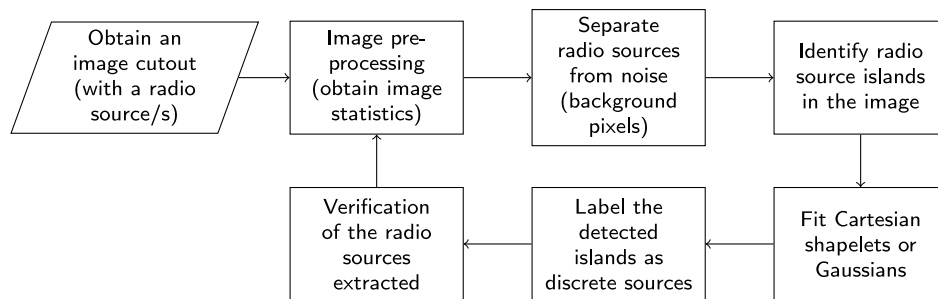 Obtain an
image cutout
(with a radio
source/s)
Image pre-
processing
(obtain image
statistics)
Separate
radio sources
from noise
(background
pixels)
Identify radio
source islands
in the image
Fit Cartesian
shapelets or
Gaussians
Label the
detected
islands as
discrete sources
Verification
of the radio
sources
extracted